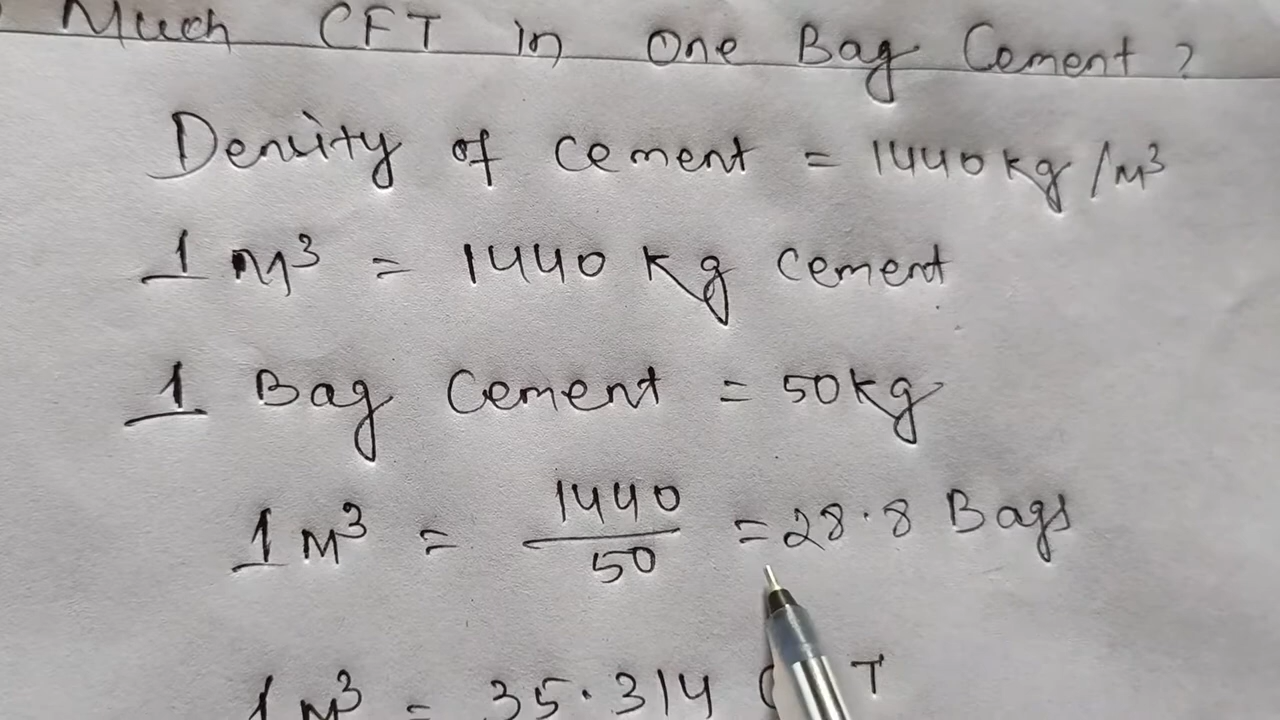 Much CFT in One Bag Cement ?
Density of cement = 1440 kg /M³
1 m³ = 1440 kg cement
1 Bag Cement = 50kg
1 M³ = 1440/50 = 28.8 Bags
1 M³ = 35.314